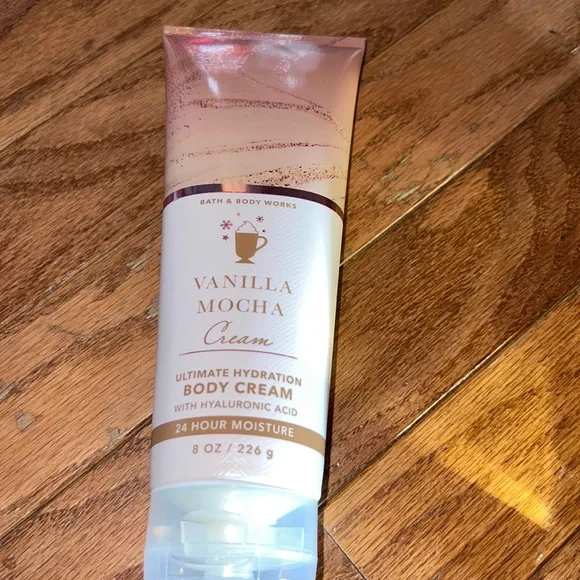 BATH & BODY WORKS
VANILLA
MOCHA
Cream
ULTIMATE HYDRATION
BODY CREAM
WITH HYALURONIC ACID
24 HOUR MOISTURE
8 OZ / 226 g